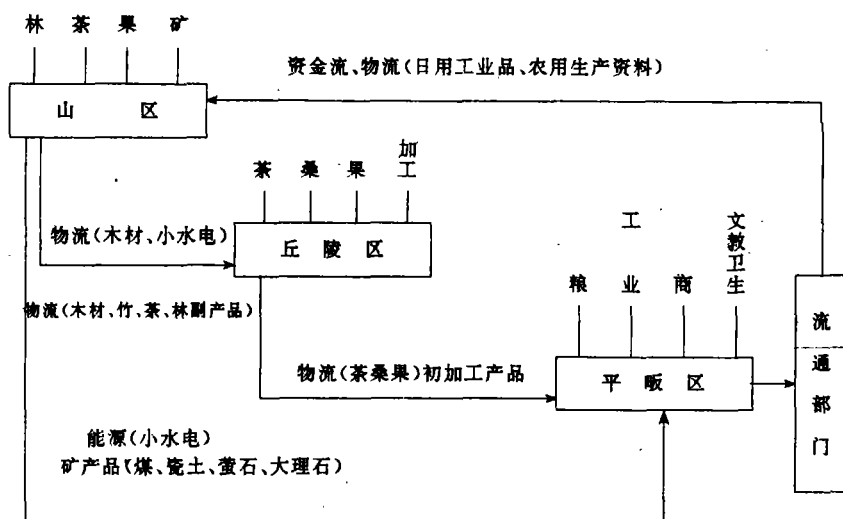 林 茶 果 矿
资金流、物流(日用工业品、农用生产资料)
山 区
茶 桑 果 加工
物流(木材、小水电)
丘 陵 区
粮 工业 商 文教卫生
物流(木材、竹、茶、林副产品)
物流(茶桑果)初加工产品
平 畈 区
流通部门
能源(小水电)
矿产品(煤、瓷土、萤石、大理石)